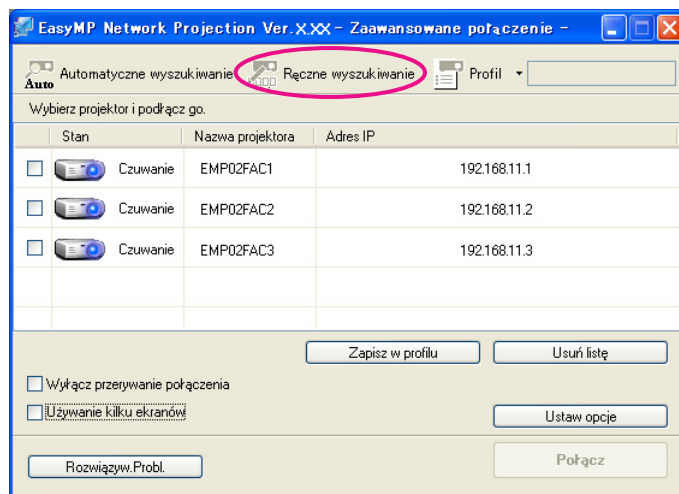 EasyMP Network Projection Ver.X.XX – Zaawansowane połączenie –
Auto Automatyczne wyszukiwanie Ręczne wyszukiwanie Profil
Wybierz projektor i podłącz go.
Stan Nazwa projektora Adres IP
Czuwanie EMP02FAC1 192.168.11.1
Czuwanie EMP02FAC2 192.168.11.2
Czuwanie EMP02FAC3 192.168.11.3
Zapisz w profilu Usuń listę
Wyłącz przerywanie połączenia
Używanie kilku ekranów
Ustaw opcje
Rozwiązyw.Probl. Połącz